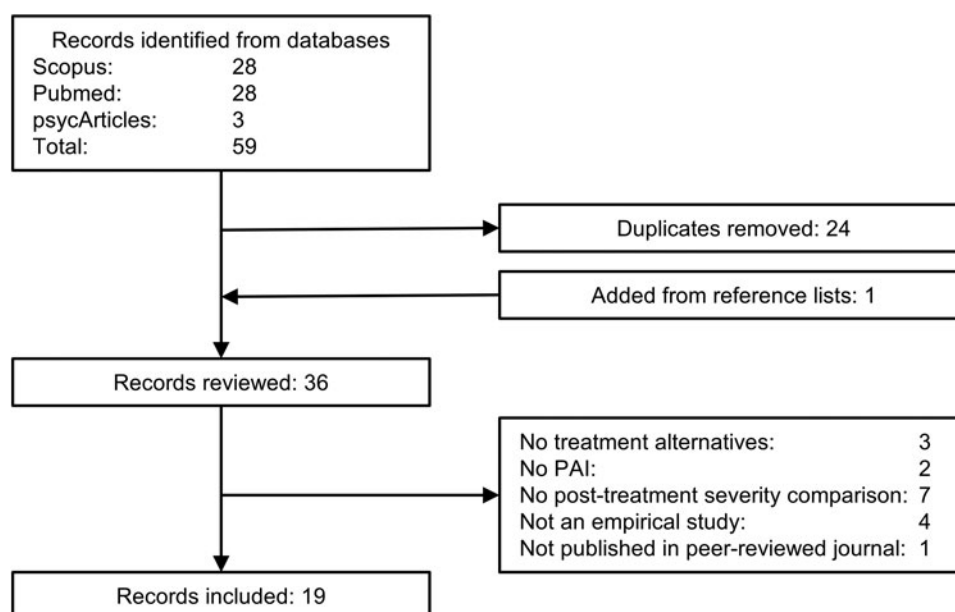 Records identified from databases
Scopus: 28
Pubmed: 28
psycArticles: 3
Total: 59
Duplicates removed: 24
Added from reference lists: 1
Records reviewed: 36
No treatment alternatives: 3
No PAI: 2
No post-treatment severity comparison: 7
Not an empirical study: 4
Not published in peer-reviewed journal: 1
Records included: 19